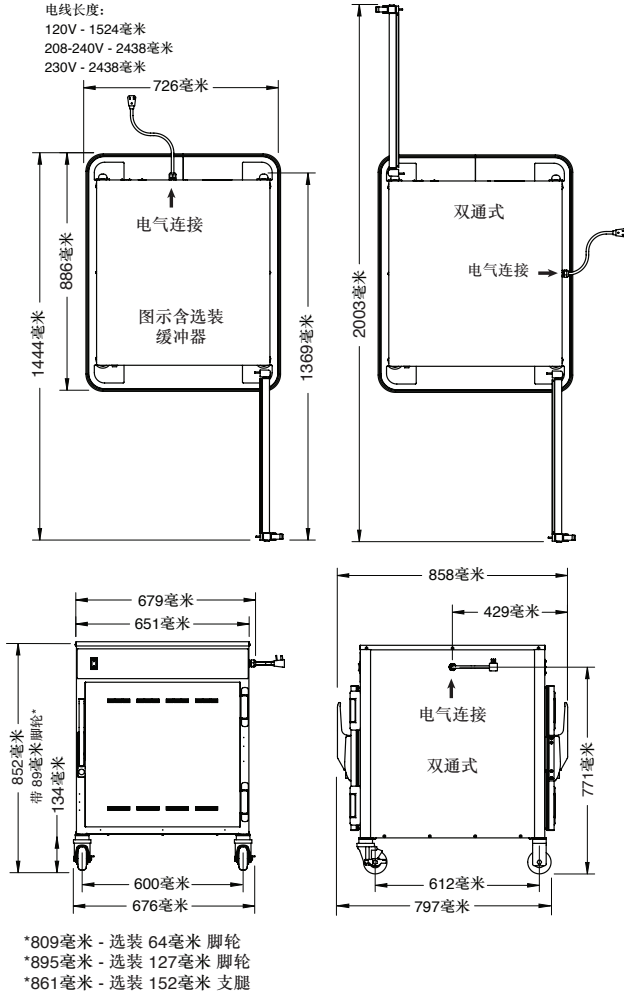 电线长度：
120V - 1524毫米
208-240V - 2438毫米
230V - 2438毫米
726毫米
电气连接
图示含选装
缓冲器
886毫米
1444毫米
1369毫米
双通式
电气连接
2003毫米
679毫米
651毫米
852毫米
带 89毫米 脚轮*
134毫米
600毫米
676毫米
858毫米
429毫米
电气连接
双通式
771毫米
612毫米
797毫米
*809毫米 - 选装 64毫米 脚轮
*895毫米 - 选装 127毫米 脚轮
*861毫米 - 选装 152毫米 支腿